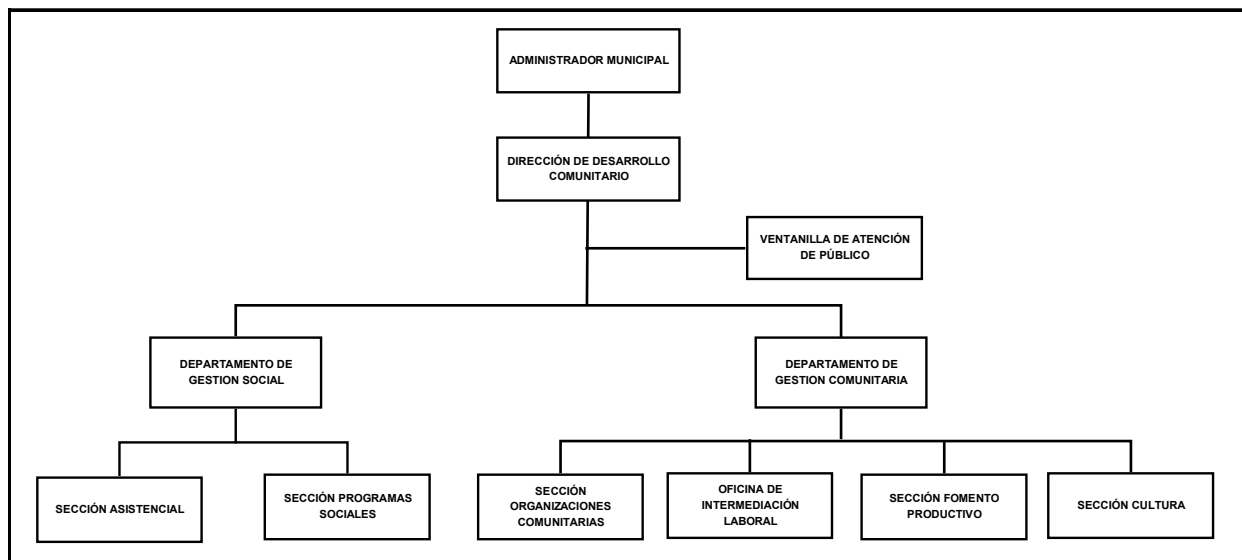 ADMINISTRADOR MUNICIPAL
DIRECCIÓN DE DESARROLLO
COMUNITARIO
VENTANILLA DE ATENCIÓN
DE PÚBLICO
DEPARTAMENTO DE
GESTION SOCIAL
DEPARTAMENTO DE
GESTION COMUNITARIA
SECCIÓN ASISTENCIAL
SECCIÓN PROGRAMAS
SOCIALES
SECCIÓN
ORGANIZACIONES
COMUNITARIAS
OFICINA DE
INTERMEDIACIÓN
LABORAL
SECCIÓN FOMENTO
PRODUCTIVO
SECCIÓN CULTURA